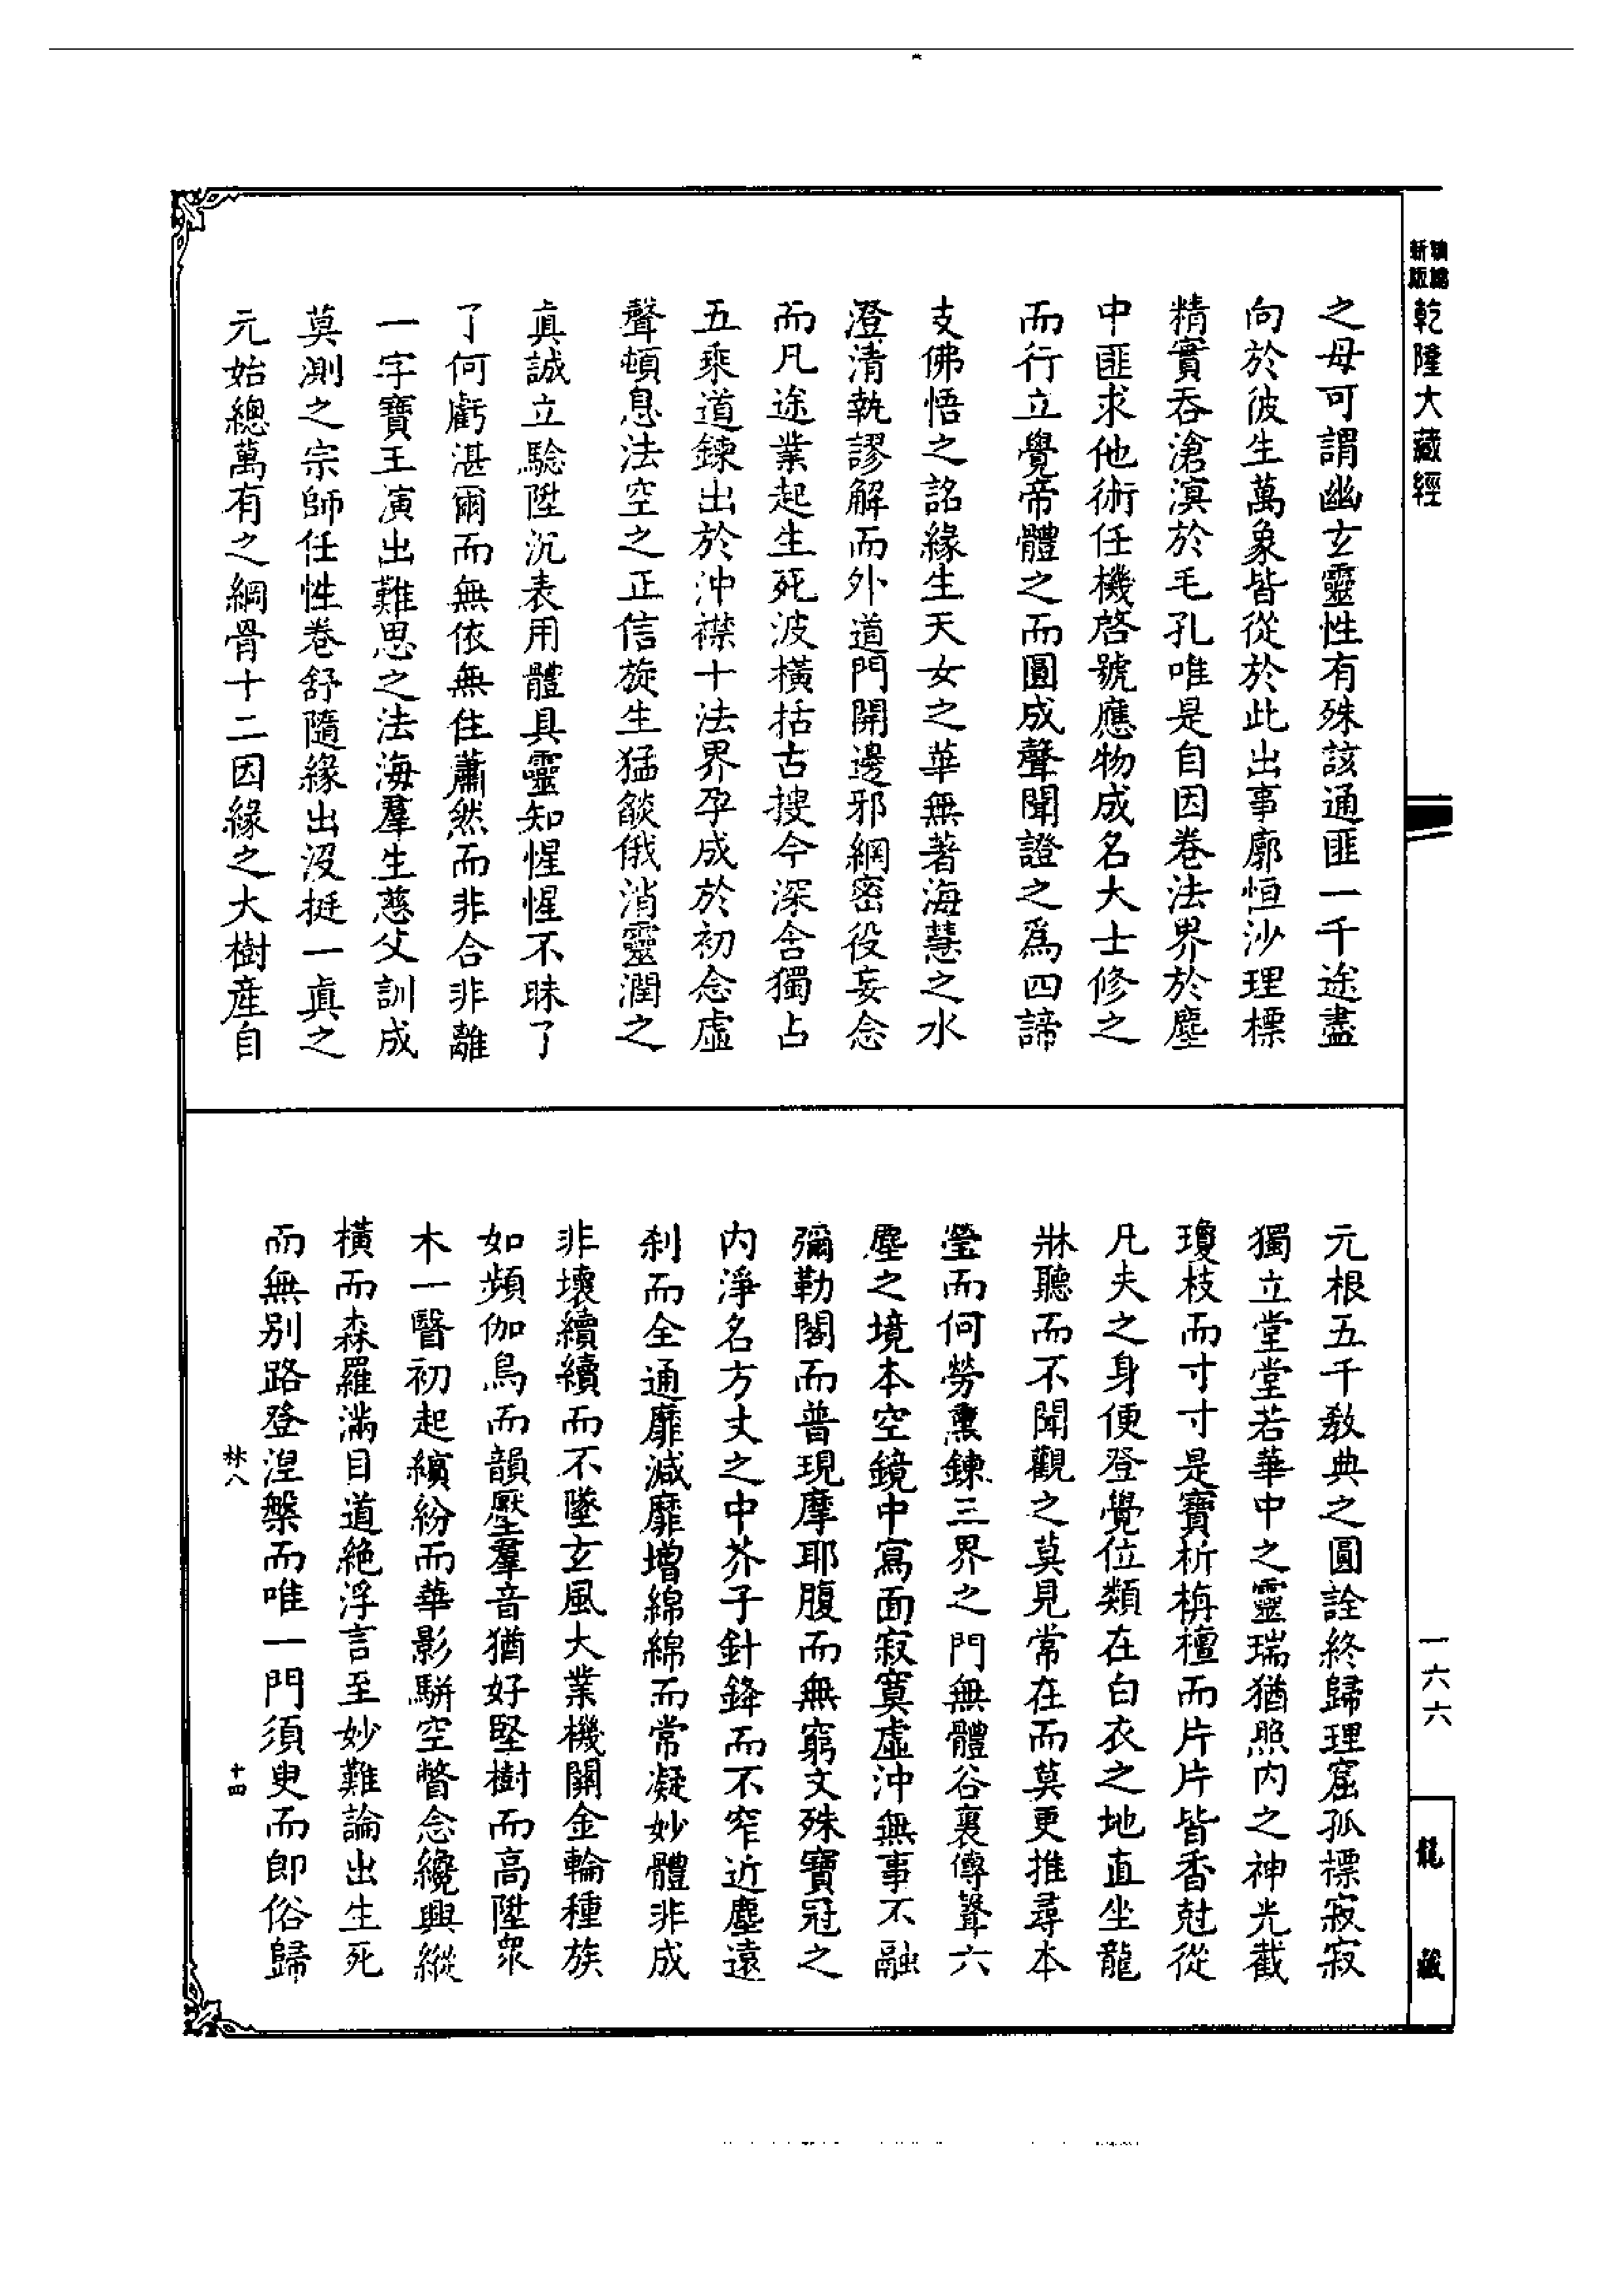 新編
新版
乾隆大藏經
之母可謂幽玄靈性有殊該通匪一千途盡
向於彼生萬象皆從於此出事廓恒沙理標
精實吞滄溟於毛孔唯是自因卷法界於塵
中匪求他術任機啓號應物成名大士修之
而行立覺帝體之而圓成聲聞證之爲四諦
支佛悟之詺緣生天女之華無著海慧之水
澄清執謬解而外道門開邊邪網密役妄念
而凡途業起生死波橫括古搜今深含獨占
五乘道鍊出於沖襟十法界孕成於初念虛
聲頓息法空之正信旋生猛燄俄消靈潤之
真誠立驗陞沉表用體具靈知惺惺不昧了
了何虧湛爾而無依無住蕭然而非合非離
一字寶王演出難思之法海羣生慈父訓成
莫測之宗師任性卷舒隨緣出沒挺一真之
元始總萬有之綱骨十二因緣之大樹産自
元根五千教典之圓詮終歸理窟孤標寂寂
獨立堂堂若華中之靈瑞猶照內之神光截
瓊枝而寸寸是寶析栴檀而片片皆香尅從
凡夫之身便登覺位類在白衣之地直坐龍
牀聽而不聞觀之莫見常在而莫更推尋本
瑩而何勞熏鍊三界之門無體谷裏傳聲六
塵之境本空鏡中寫面寂寞虛沖無事不融
彌勒閣而普現摩耶腹而無窮文殊寶冠之
內淨名方丈之中芥子針鋒而不窄近塵遠
刹而全通靡減靡增綿綿而常凝妙體非成
非壞續續而不墜玄風大業機關金輪種族
如頻伽鳥而韻壓羣音猶好堅樹而高陞衆
木一瞖初起繽紛而華影駢空瞥念纔興縱
橫而森羅滿目道絕浮言至妙難論出生死
而無別路登涅槃而唯一門須臾而即俗歸
林八
十四
一六六
龍藏